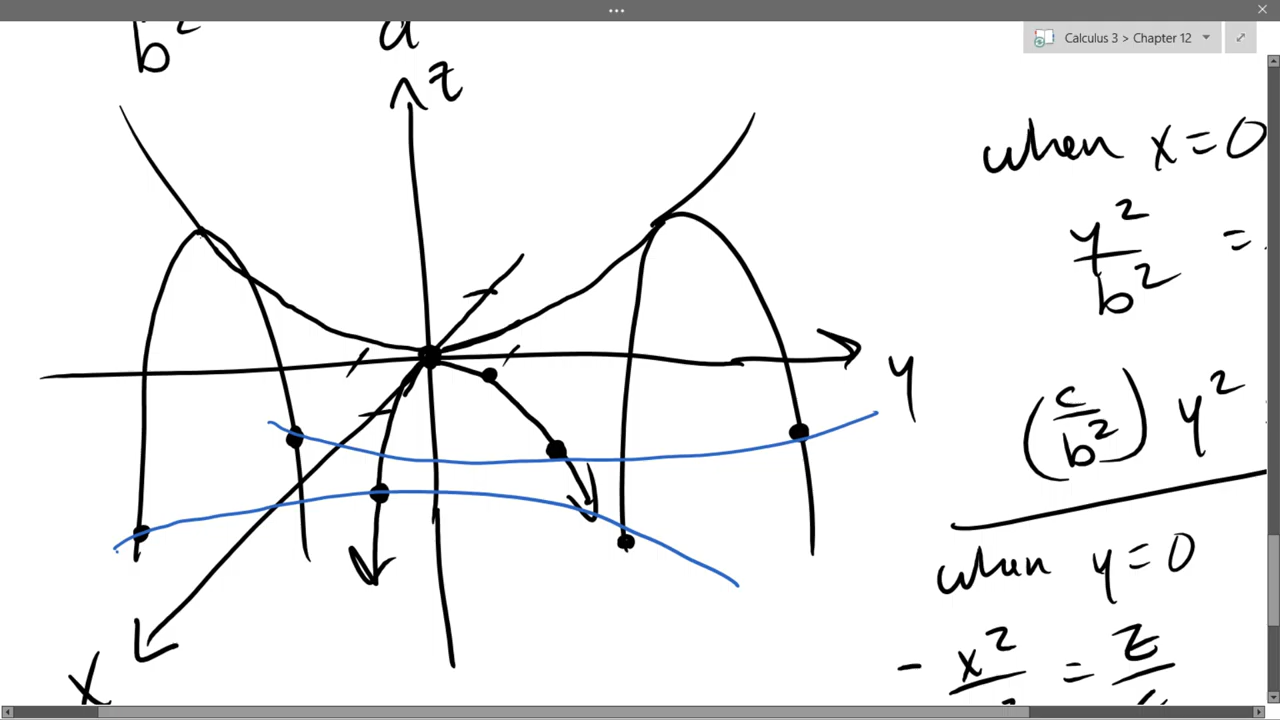 Calculus 3 > Chapter 12
b²
z
when x = 0
y²
b²
=
y
(c/b²) y²
when y = 0
- x² = z
x